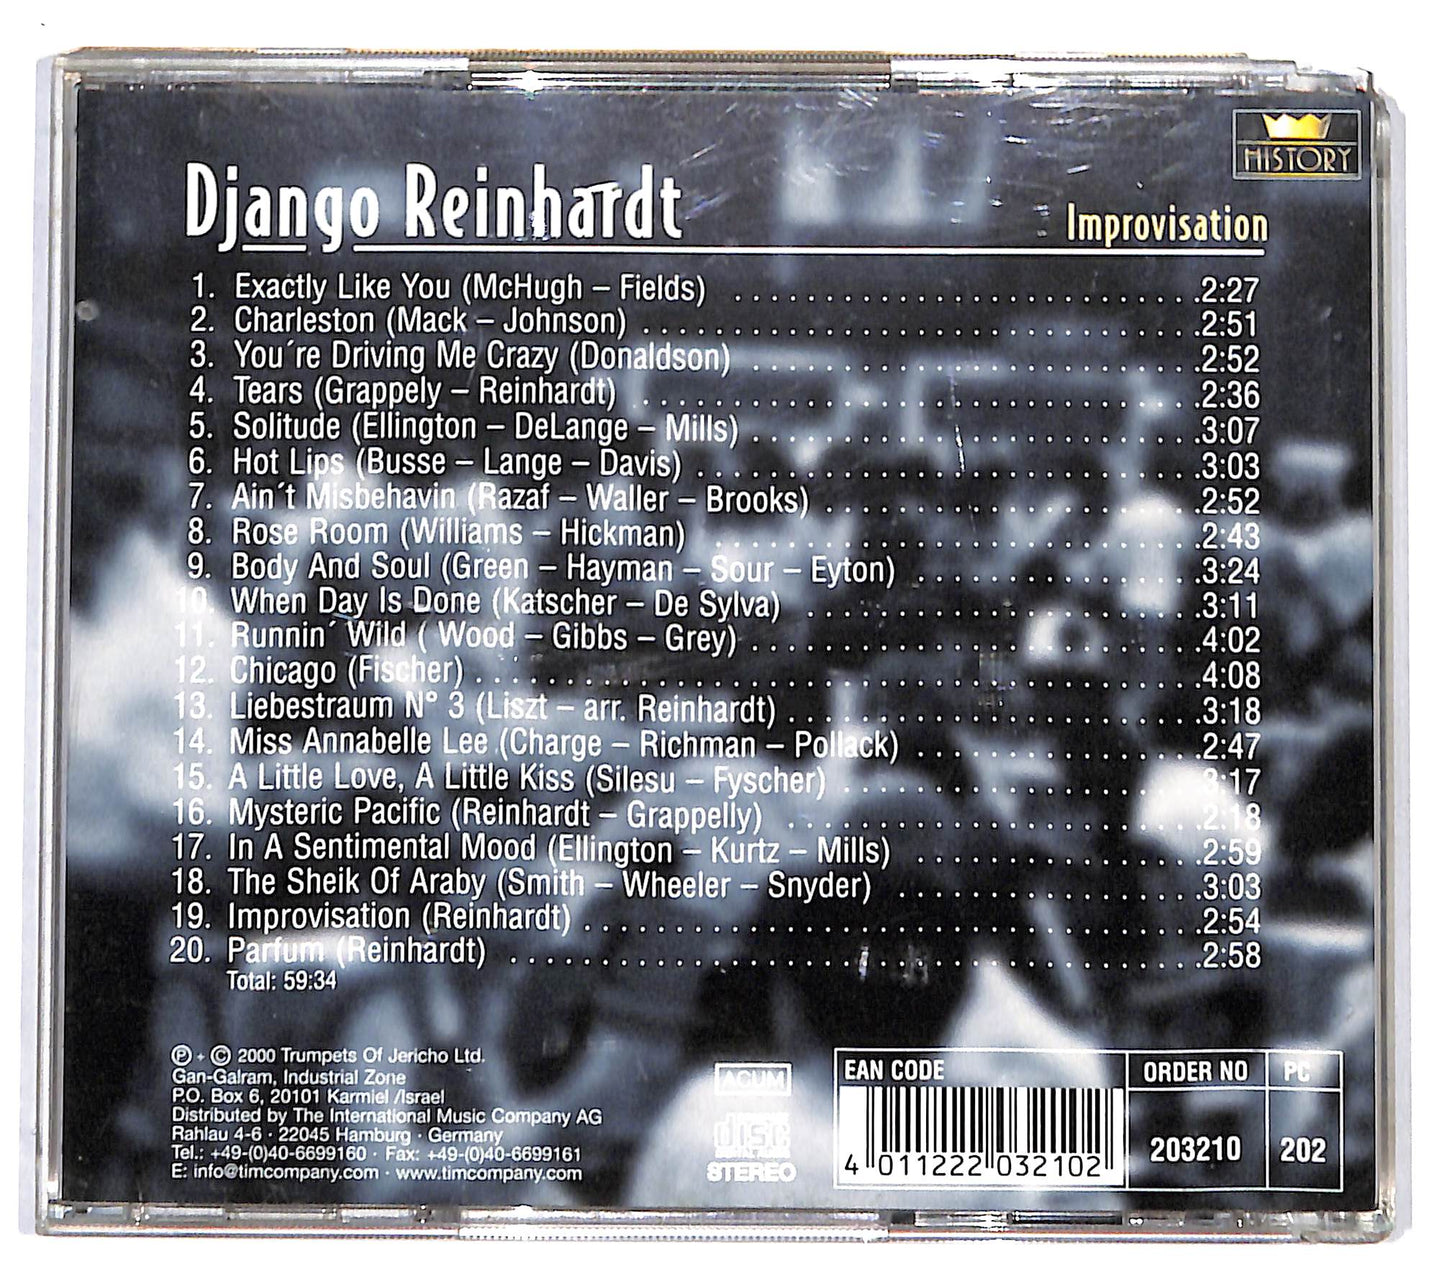 HISTORY
Django Reinhardt
Improvisation
1. Exactly Like You (McHugh – Fields) 2:27
2. Charleston (Mack – Johnson) 2:51
3. You´re Driving Me Crazy (Donaldson) 2:52
4. Tears (Grappely – Reinhardt) 2:36
5. Solitude (Ellington – DeLange – Mills) 3:07
6. Hot Lips (Busse – Lange – Davis) 3:03
7. Ain´t Misbehavin (Razaf – Waller – Brooks) 2:52
8. Rose Room (Williams – Hickman) 2:43
9. Body And Soul (Green – Hayman – Sour – Eyton) 3:24
10. When Day Is Done (Katscher – De Sylva) 3:11
11. Runnin´ Wild ( Wood – Gibbs – Grey) 4:02
12. Chicago (Fischer) 4:08
13. Liebestraum N° 3 (Liszt – arr. Reinhardt) 3:18
14. Miss Annabelle Lee (Charge – Richman – Pollack) 2:47
15. A Little Love, A Little Kiss (Silesu – Fyscher) 3:17
16. Mysteric Pacific (Reinhardt – Grappelly) 2:18
17. In A Sentimental Mood (Ellington – Kurtz – Mills) 2:59
18. The Sheik Of Araby (Smith – Wheeler – Snyder) 3:03
19. Improvisation (Reinhardt) 2:54
20. Parfum (Reinhardt) 2:58
Total: 59:34
℗ + © 2000 Trumpets Of Jericho Ltd.
Gan-Galram, Industrial Zone
P.O. Box 6, 20101 Karmiel /Israel
Distributed by The International Music Company AG
Rahlau 4-6 · 22045 Hamburg · Germany
Tel.: +49-(0)40-6699160 · Fax: +49-(0)40-6699161
E: info@timcompany.com · www.timcompany.com
ACUM
COMPACT
disc
DIGITAL AUDIO
STEREO
EAN CODE
4 011222 032102
ORDER NO
203210
PC
202